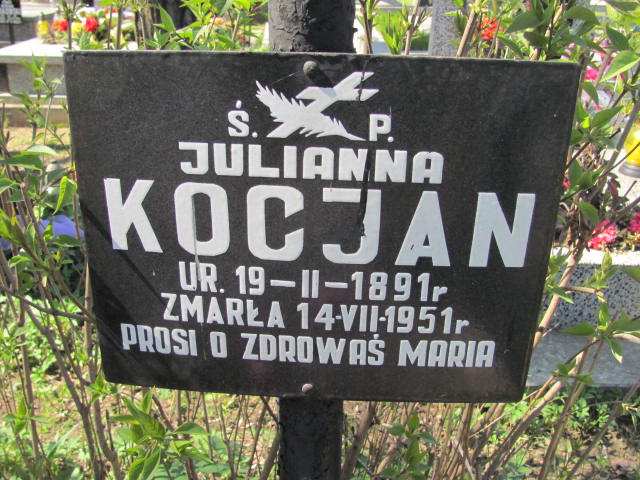 Ś. P.
JULIANNA
KOCJAN
UR. 19-II-1891r
ZMARŁA 14-VII-1951r
PROSI O ZDROWAŚ MARIA